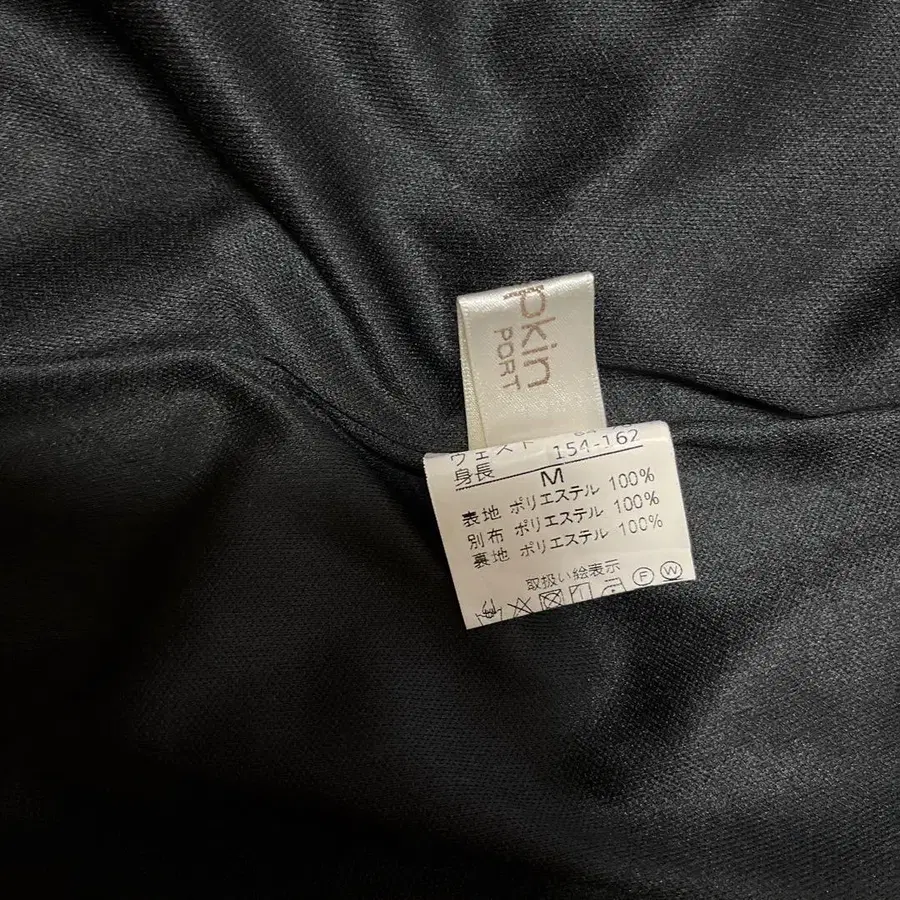 pkin
PORT
ウエスト
身長 154-162
M
表地 ポリエステル 100%
別布 ポリエステル 100%
裏地 ポリエステル 100%
取扱い絵表示
F W